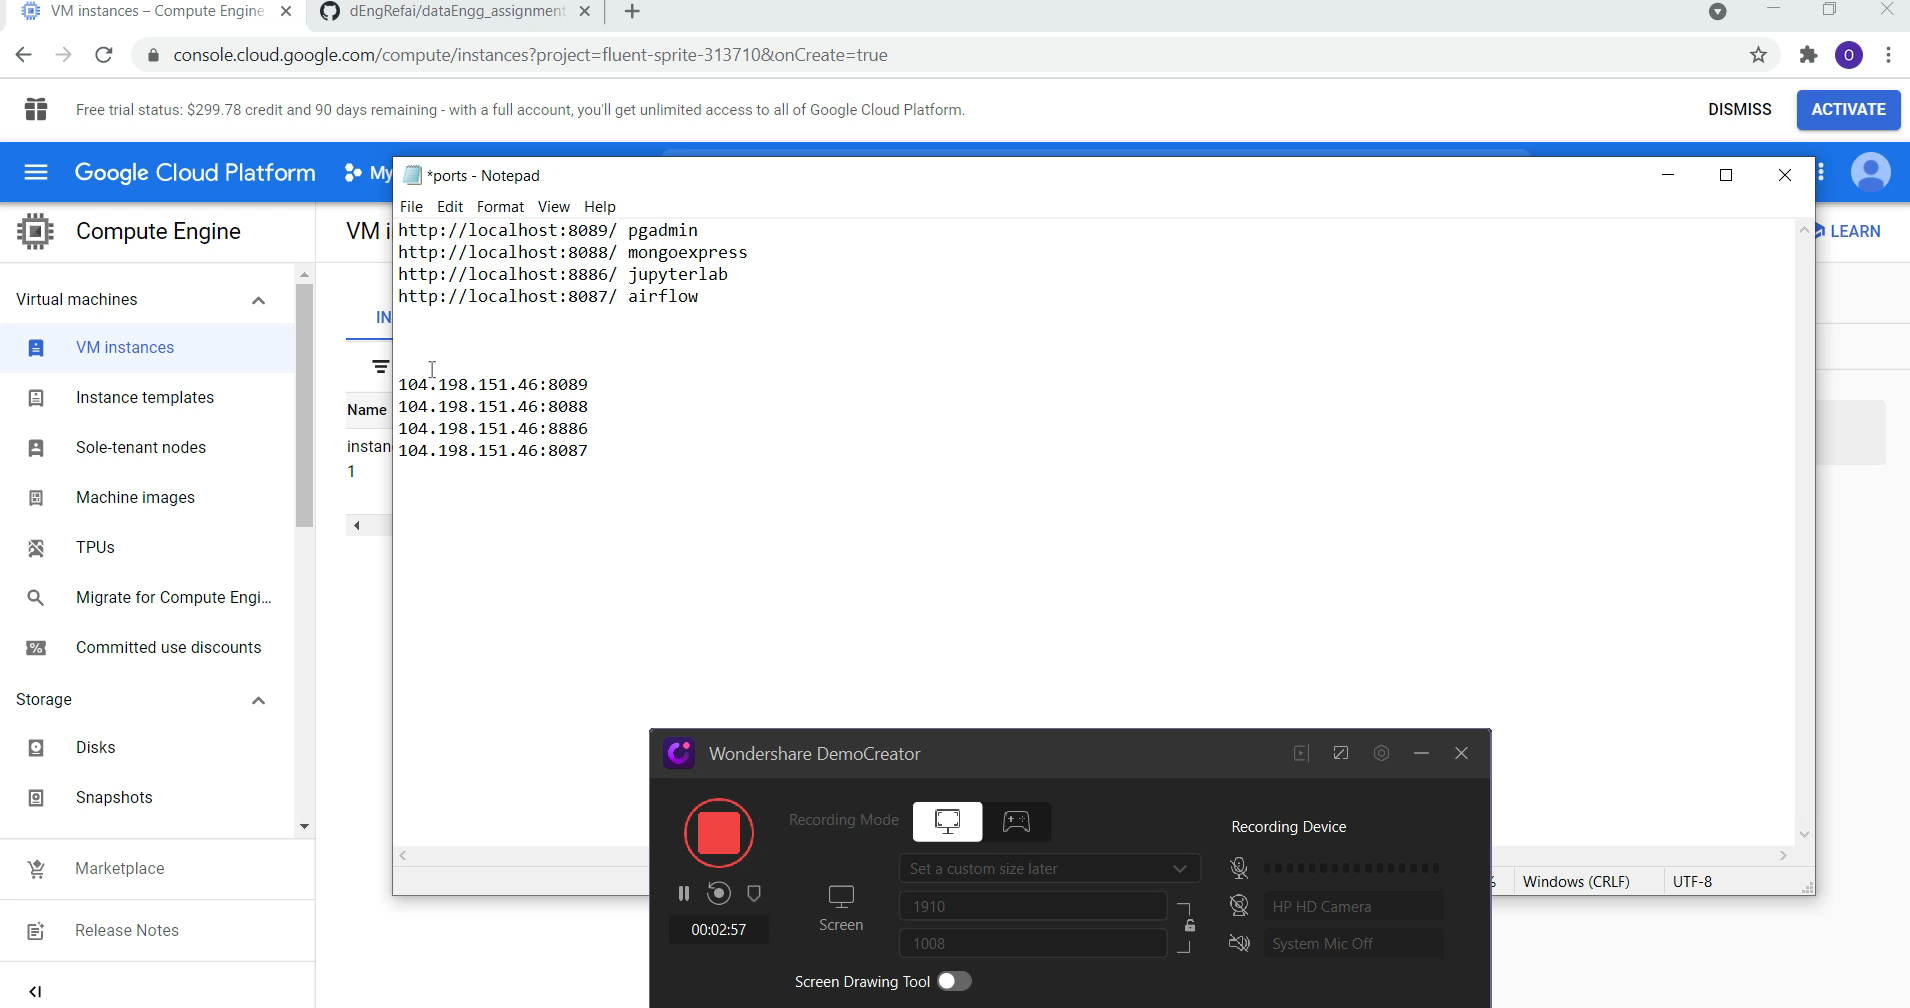 VM instances – Compute Engine
dEngRefai/dataEngg_assignment
console.cloud.google.com/compute/instances?project=fluent-sprite-313710&onCreate=true
O
Free trial status: $299.78 credit and 90 days remaining - with a full account, you'll get unlimited access to all of Google Cloud Platform.
DISMISS
ACTIVATE
Google Cloud Platform
My
*ports - Notepad
File Edit Format View Help
Compute Engine
VM i
LEARN
http://localhost:8089/ pgadmin
http://localhost:8088/ mongoexpress
http://localhost:8886/ jupyterlab
http://localhost:8087/ airflow
104.198.151.46:8089
104.198.151.46:8088
104.198.151.46:8886
104.198.151.46:8087
Virtual machines
VM instances
Instance templates
Sole-tenant nodes
Machine images
TPUs
Migrate for Compute Engi...
Committed use discounts
Storage
Disks
Snapshots
Marketplace
Release Notes
IN
Name
instan
1
Windows (CRLF)
UTF-8
Wondershare DemoCreator
Recording Mode
Recording Device
Set a custom size later
1910
1008
Screen
HP HD Camera
System Mic Off
00:02:57
Screen Drawing Tool